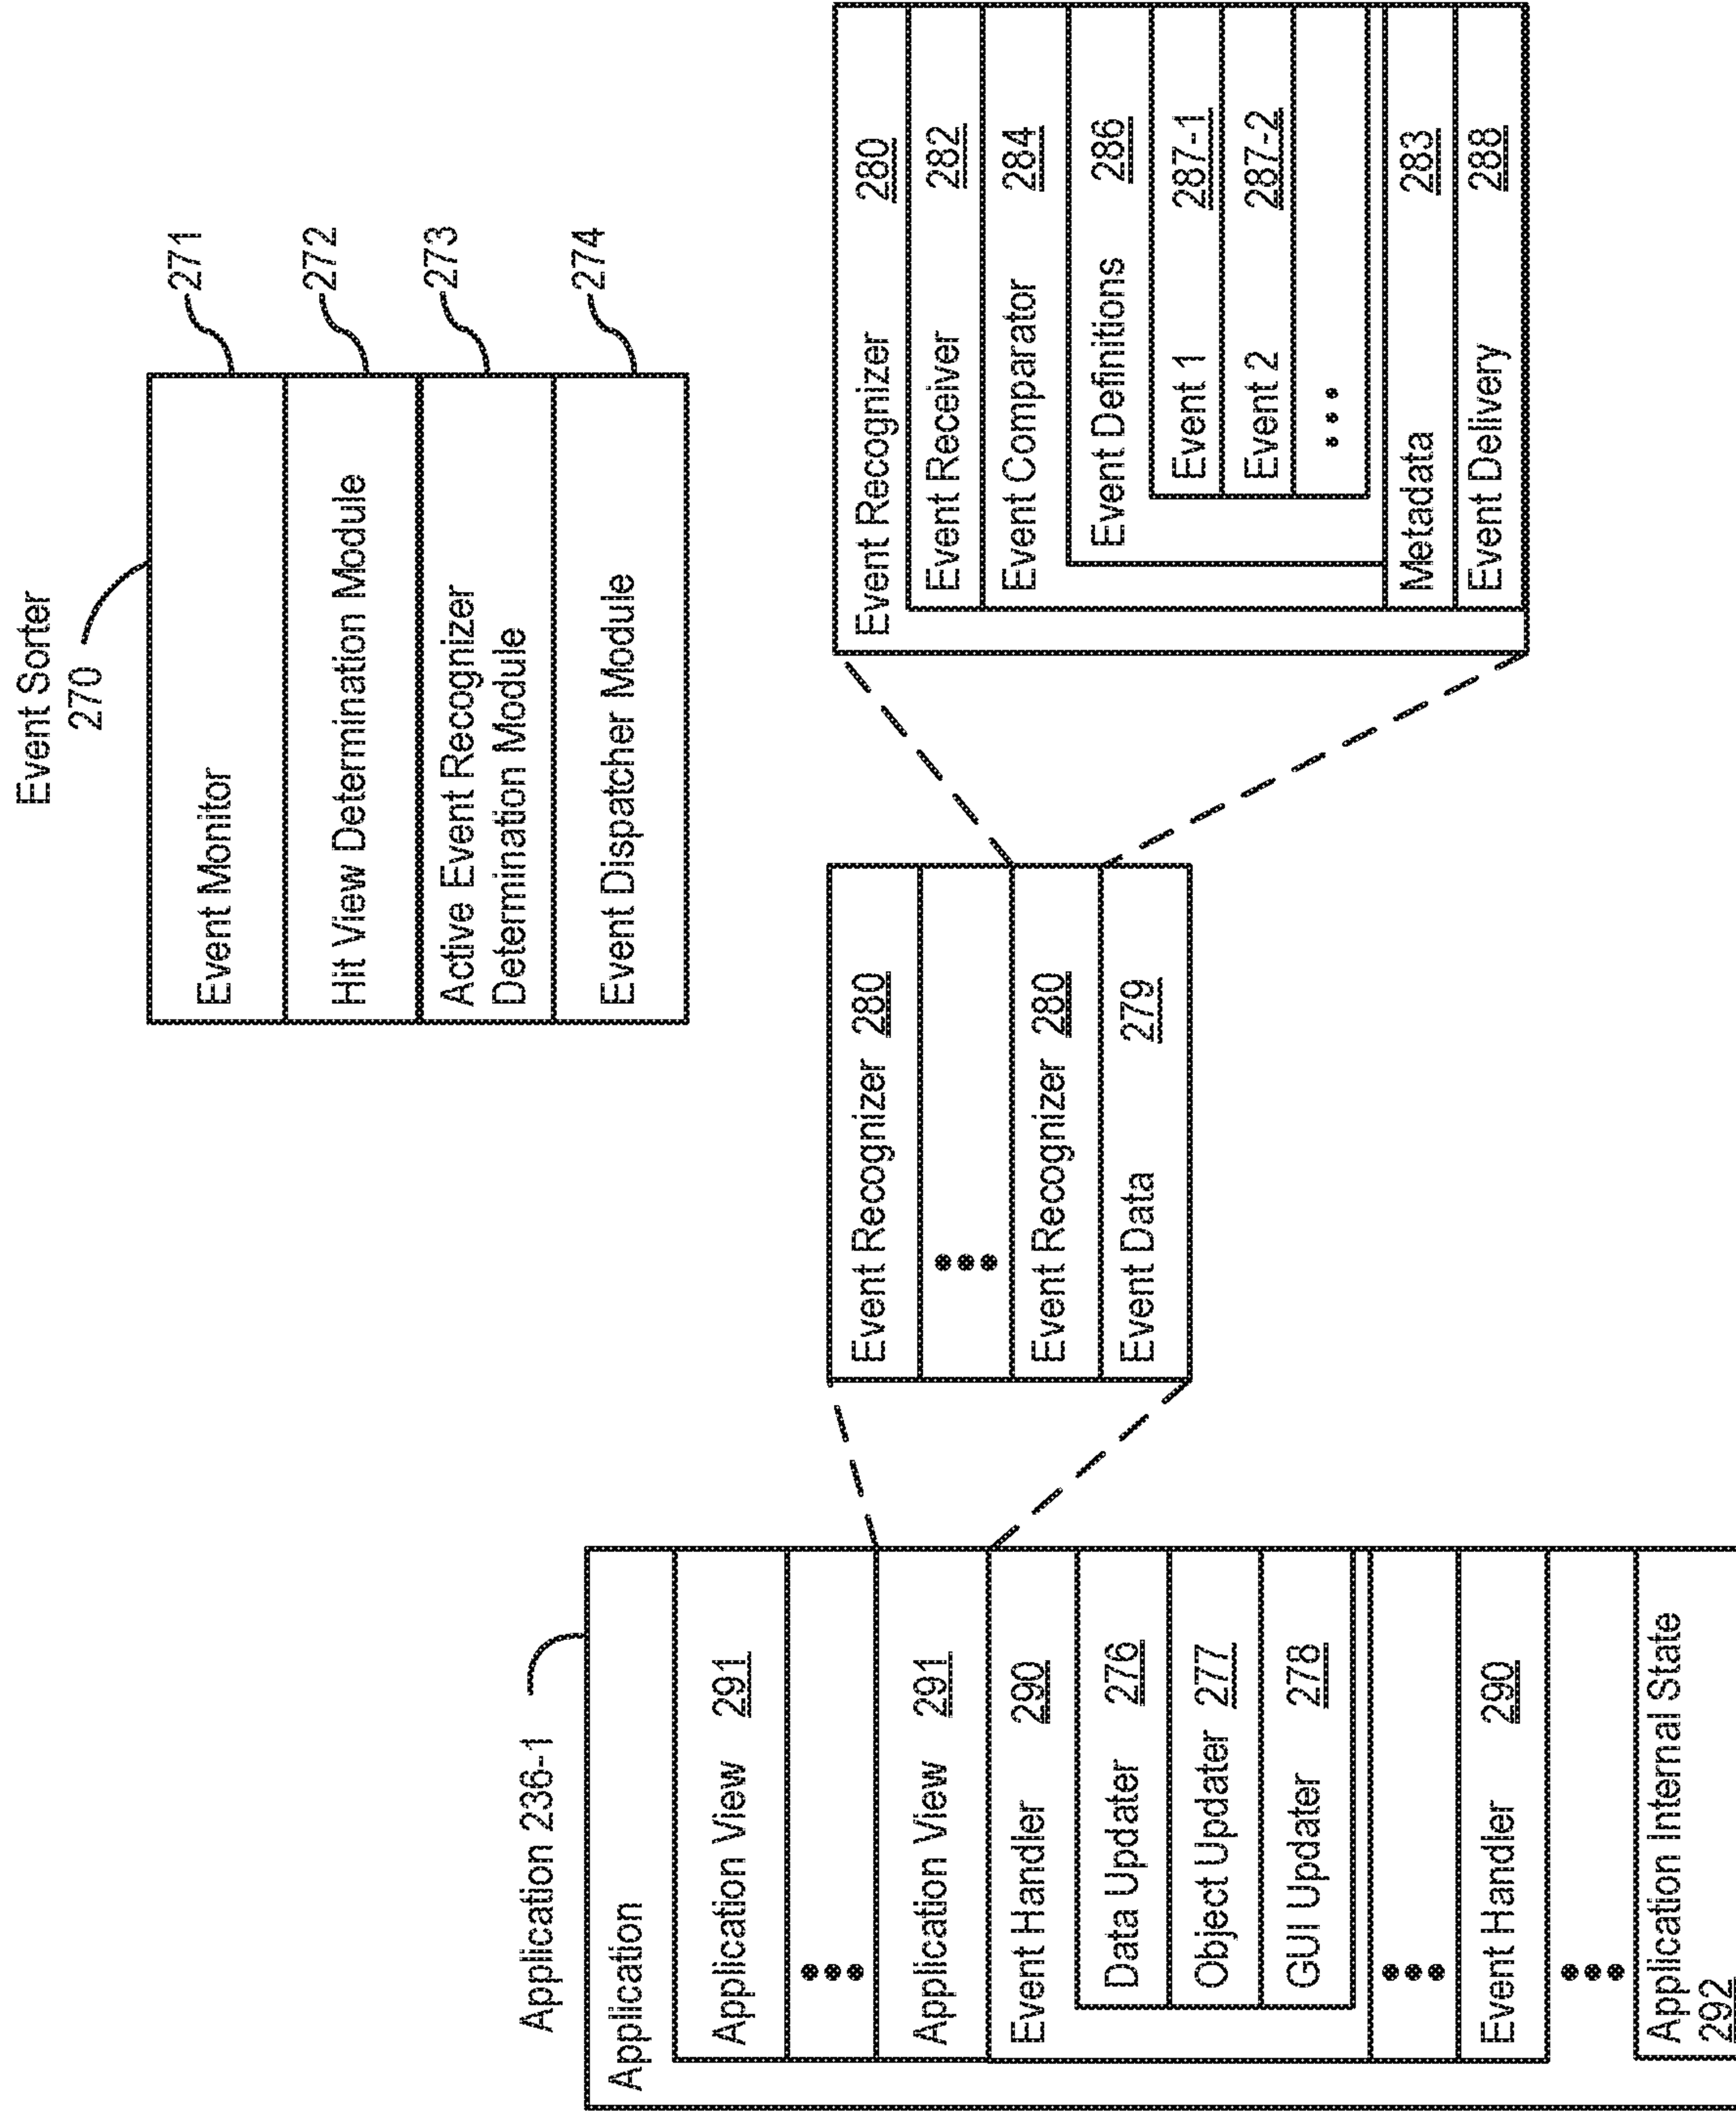 Event Sorter
270
Event Monitor
271
Hit View Determination Module
272
Active Event Recognizer
Determination Module
273
Event Dispatcher Module
274
Application 236-1
Application
Application View 291
•••
Application View 291
Event Handler 290
Data Updater 276
Object Updater 277
GUI Updater 278
•••
Event Handler 290
•••
Application Internal State
292
Event Recognizer 280
•••
Event Recognizer 280
Event Data 279
Event Recognizer 280
Event Receiver 282
Event Comparator 284
Event Definitions 286
Event 1 287-1
Event 2 287-2
•••
Metadata 283
Event Delivery 288